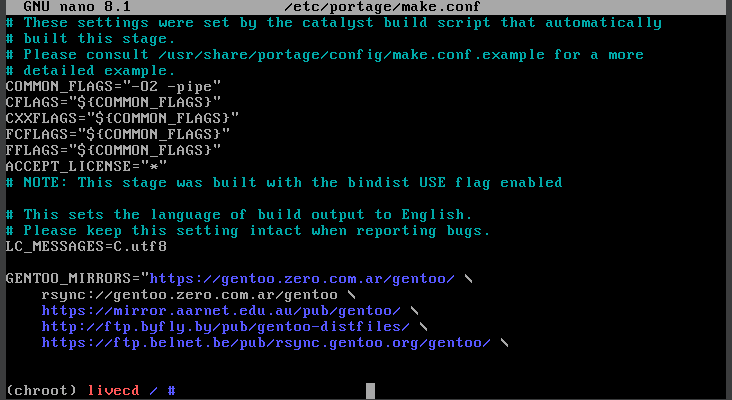 GNU nano 8.1 /etc/portage/make.conf
# These settings were set by the catalyst build script that automatically
# built this stage.
# Please consult /usr/share/portage/config/make.conf.example for a more
# detailed example.
COMMON_FLAGS="-O2 -pipe"
CFLAGS="${COMMON_FLAGS}"
CXXFLAGS="${COMMON_FLAGS}"
FCFLAGS="${COMMON_FLAGS}"
FFLAGS="${COMMON_FLAGS}"
ACCEPT_LICENSE="*"
# NOTE: This stage was built with the bindist USE flag enabled

# This sets the language of build output to English.
# Please keep this setting intact when reporting bugs.
LC_MESSAGES=C.utf8

GENTOO_MIRRORS="https://gentoo.zero.com.ar/gentoo/ \
    rsync://gentoo.zero.com.ar/gentoo \
    https://mirror.aarnet.edu.au/pub/gentoo/ \
    http://ftp.byfly.by/pub/gentoo-distfiles/ \
    https://ftp.belnet.be/pub/rsync.gentoo.org/gentoo/ \

(chroot) livecd / #